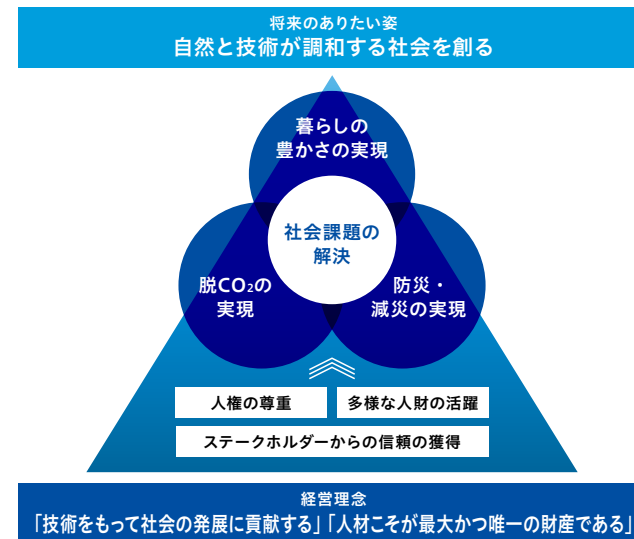 将来のありたい姿
自然と技術が調和する社会を創る
暮らしの
豊かさの実現
社会課題の
解決
脱CO₂の
実現
防災・
減災の実現
人権の尊重
多様な人財の活躍
ステークホルダーからの信頼の獲得
経営理念
「技術をもって社会の発展に貢献する」「人材こそが最大かつ唯一の財産である」